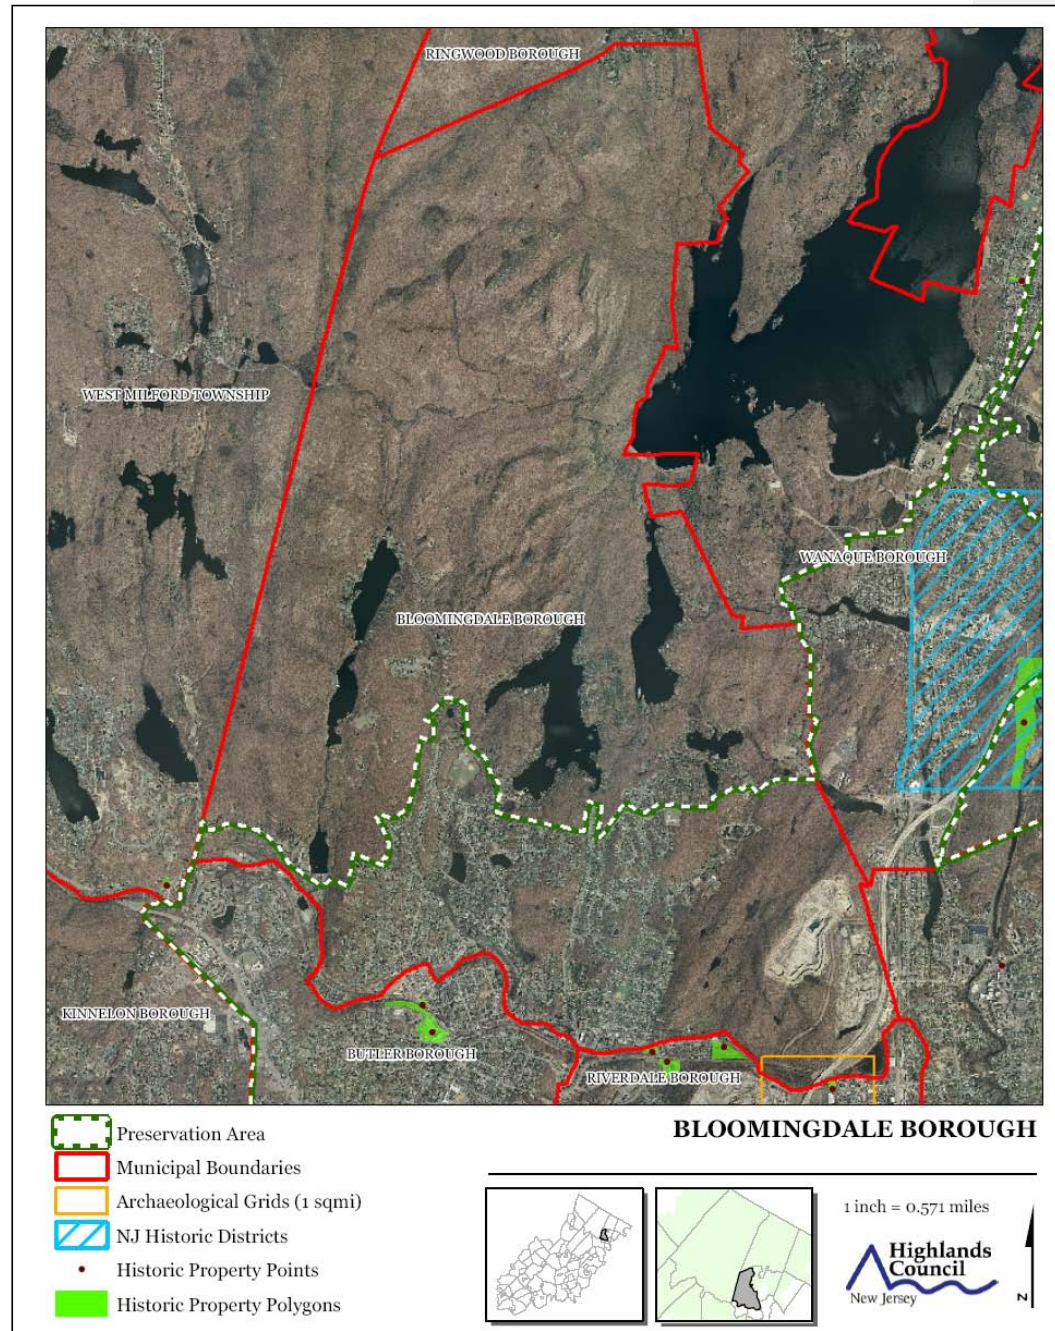 RINGWOOD BOROUGH
WEST MILFORD TOWNSHIP
WANAQUE BOROUGH
BLOOMINGDALE BOROUGH
KINNELON BOROUGH
BUTLER BOROUGH
RIVERDALE BOROUGH
BLOOMINGDALE BOROUGH
Preservation Area
Municipal Boundaries
Archaeological Grids (1 sqmi)
NJ Historic Districts
Historic Property Points
Historic Property Polygons
1 inch = 0.571 miles
Highlands
Council
New Jersey
N